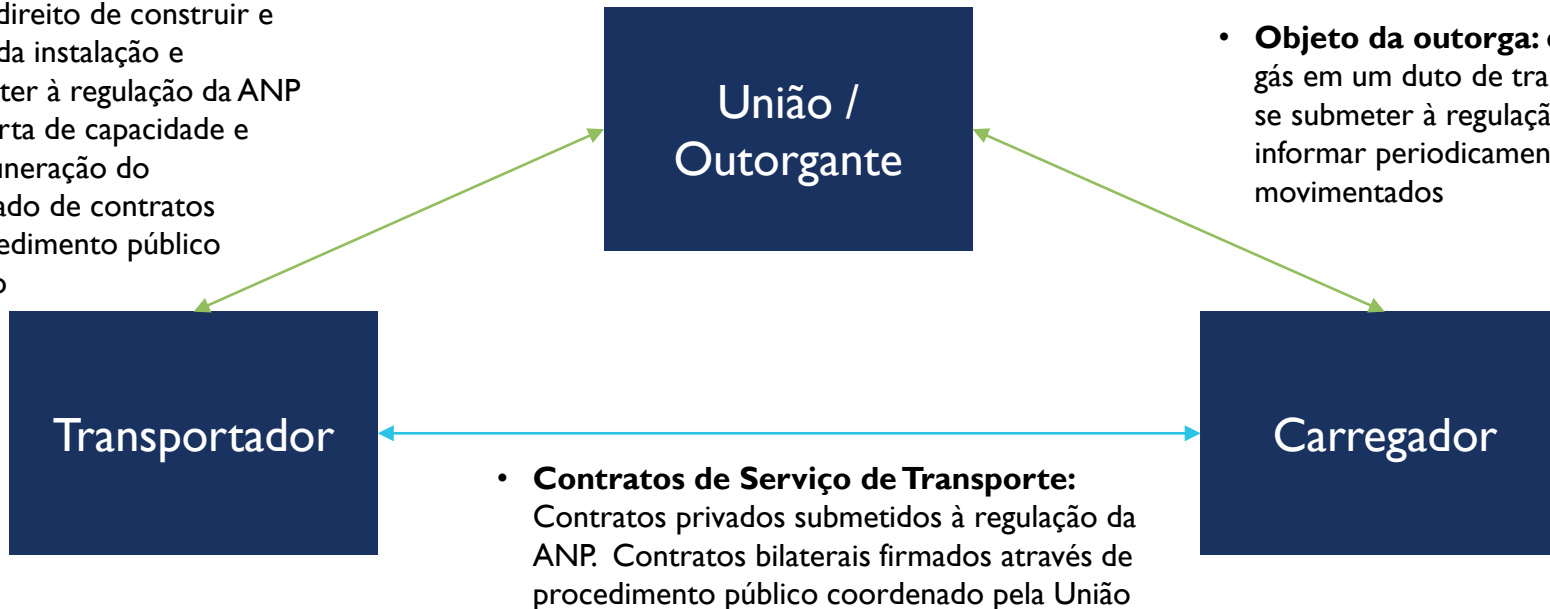 direito de construir e
da instalação e
ter à regulação da ANP
rta de capacidade e
uneração do
ado de contratos
edimento público
o
União /
Outorgante
• Objeto da outorga:
gás em um duto de tra
se submeter à regulaçã
informar periodicamen
movimentados
Transportador
Carregador
• Contratos de Serviço de Transporte:
Contratos privados submetidos à regulação da
ANP. Contratos bilaterais firmados através de
procedimento público coordenado pela União